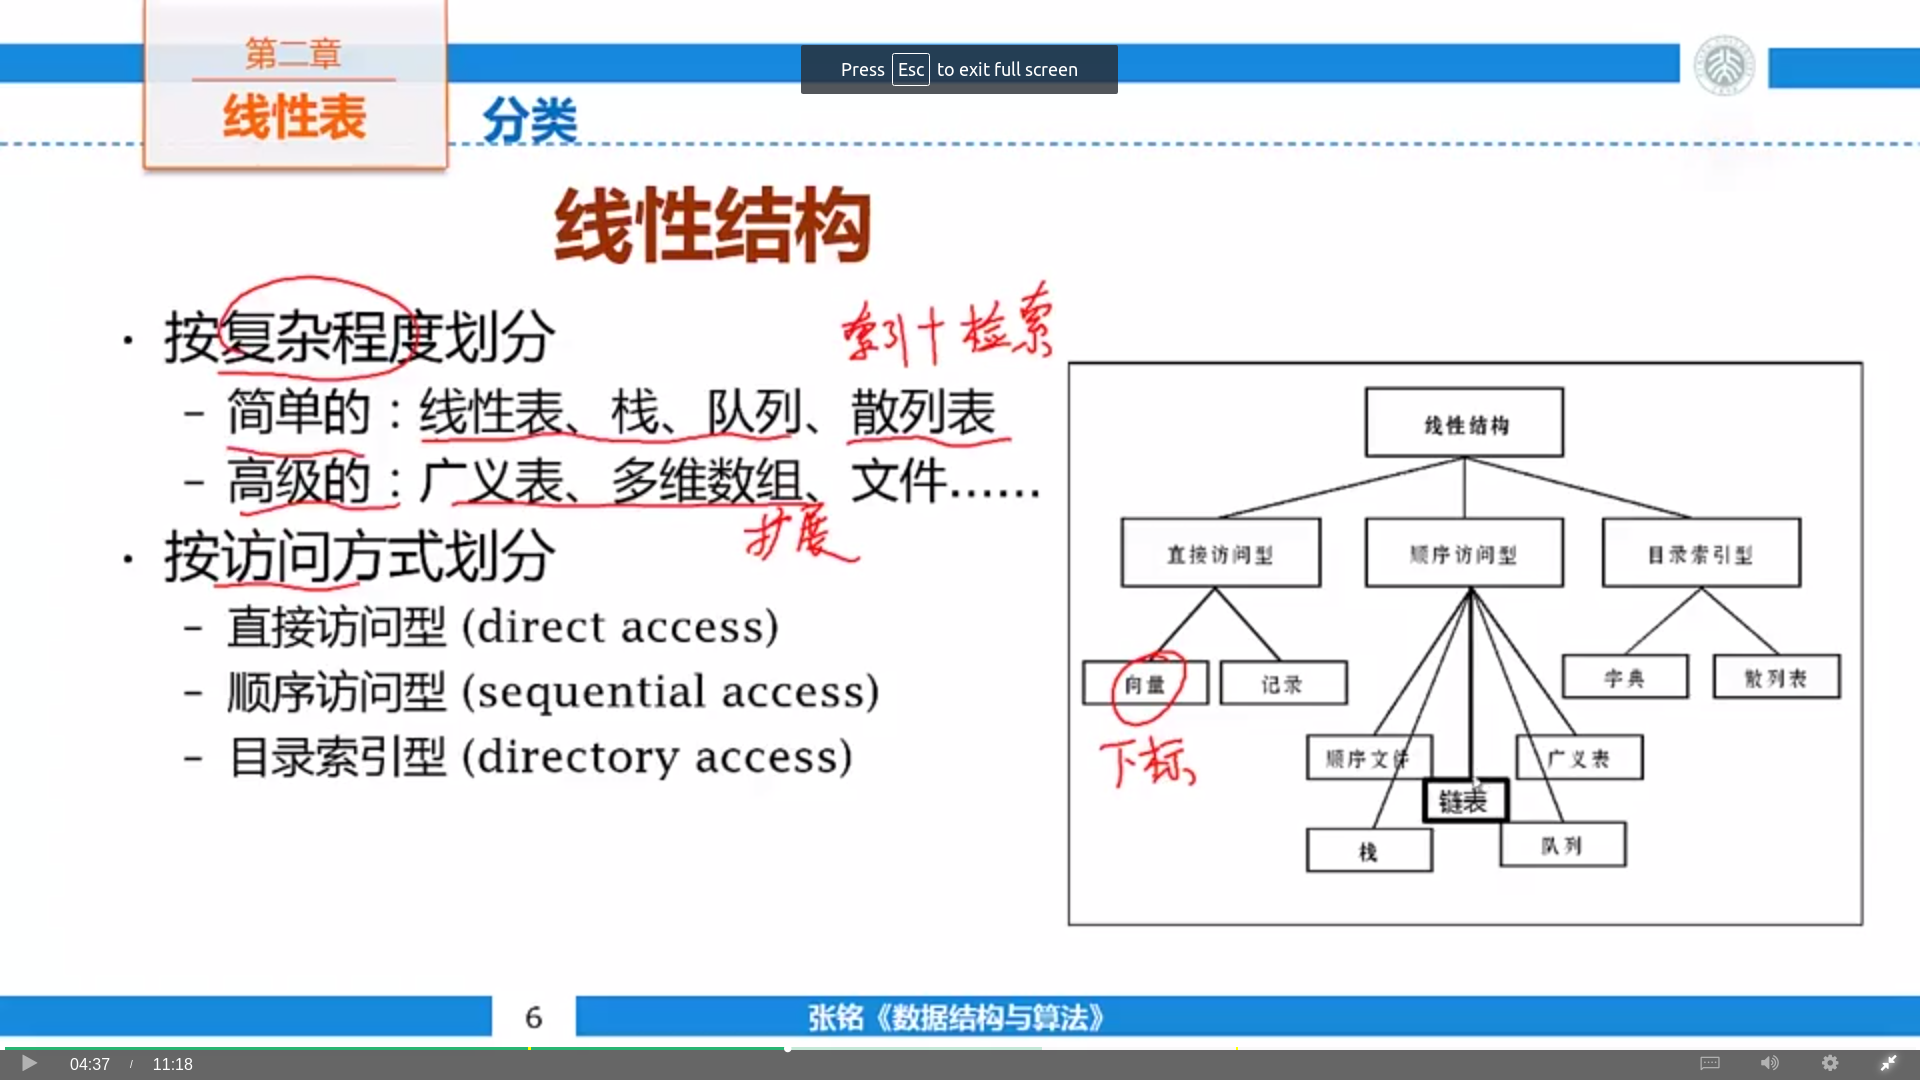 第二章
Press Esc to exit full screen
线性表
分类
线性结构
• 按复杂程度划分
索引+检索
– 简单的：线性表、栈、队列、散列表
– 高级的：广义表、多维数组、文件……
扩展
• 按访问方式划分
– 直接访问型 (direct access)
– 顺序访问型 (sequential access)
– 目录索引型 (directory access)
线性结构
直接访问型 顺序访问型 目录索引型
向量 记录 字典 散列表
下标
顺序文件 广义表
链表
栈 队列
6 张铭《数据结构与算法》
04:37 / 11:18